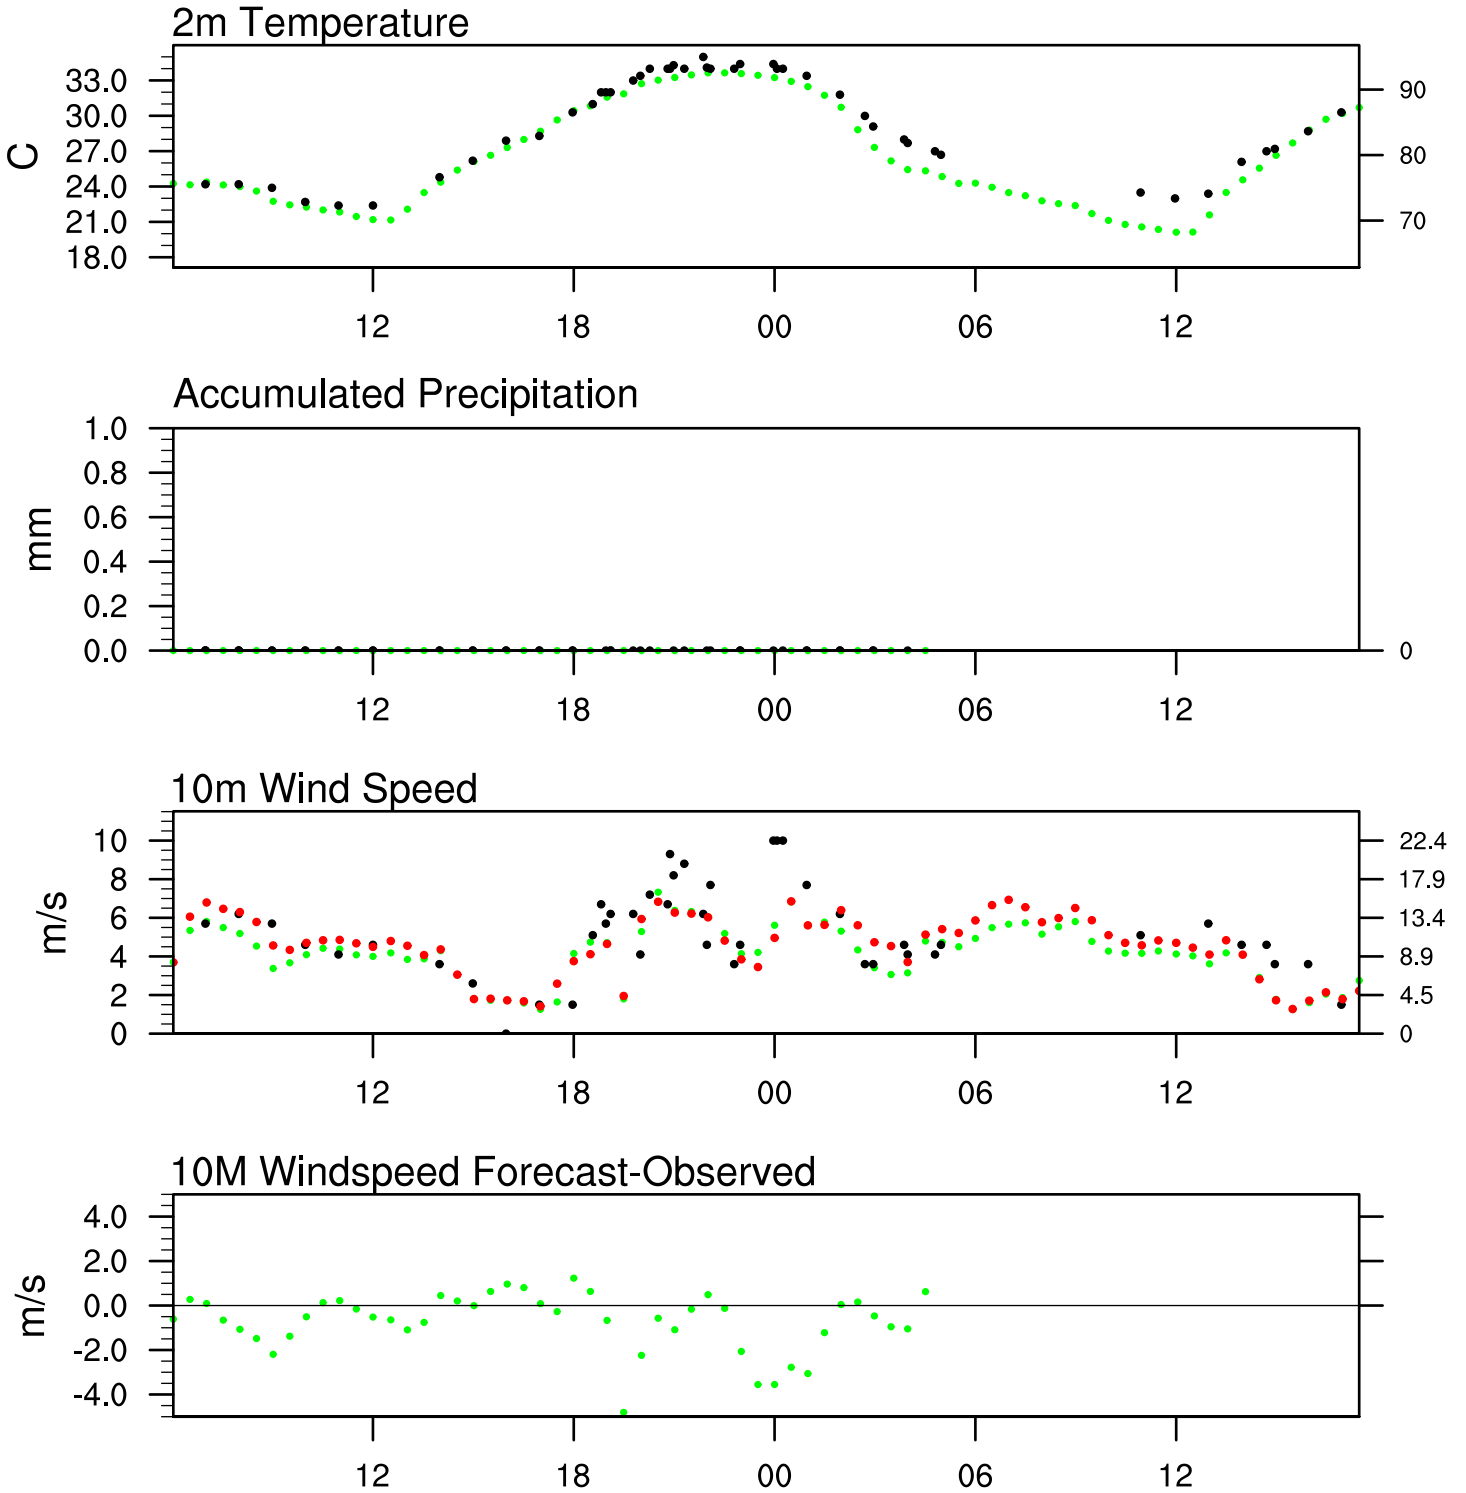 2m Temperature
C
33.0
30.0
27.0
24.0
21.0
18.0
90
80
70
12 18 00 06 12
Accumulated Precipitation
mm
1.0
0.8
0.6
0.4
0.2
0.0
0
12 18 00 06 12
10m Wind Speed
m/s
10
8
6
4
2
0
22.4
17.9
13.4
8.9
4.5
0
12 18 00 06 12
10M Windspeed Forecast-Observed
m/s
4.0
2.0
0.0
-2.0
-4.0
12 18 00 06 12